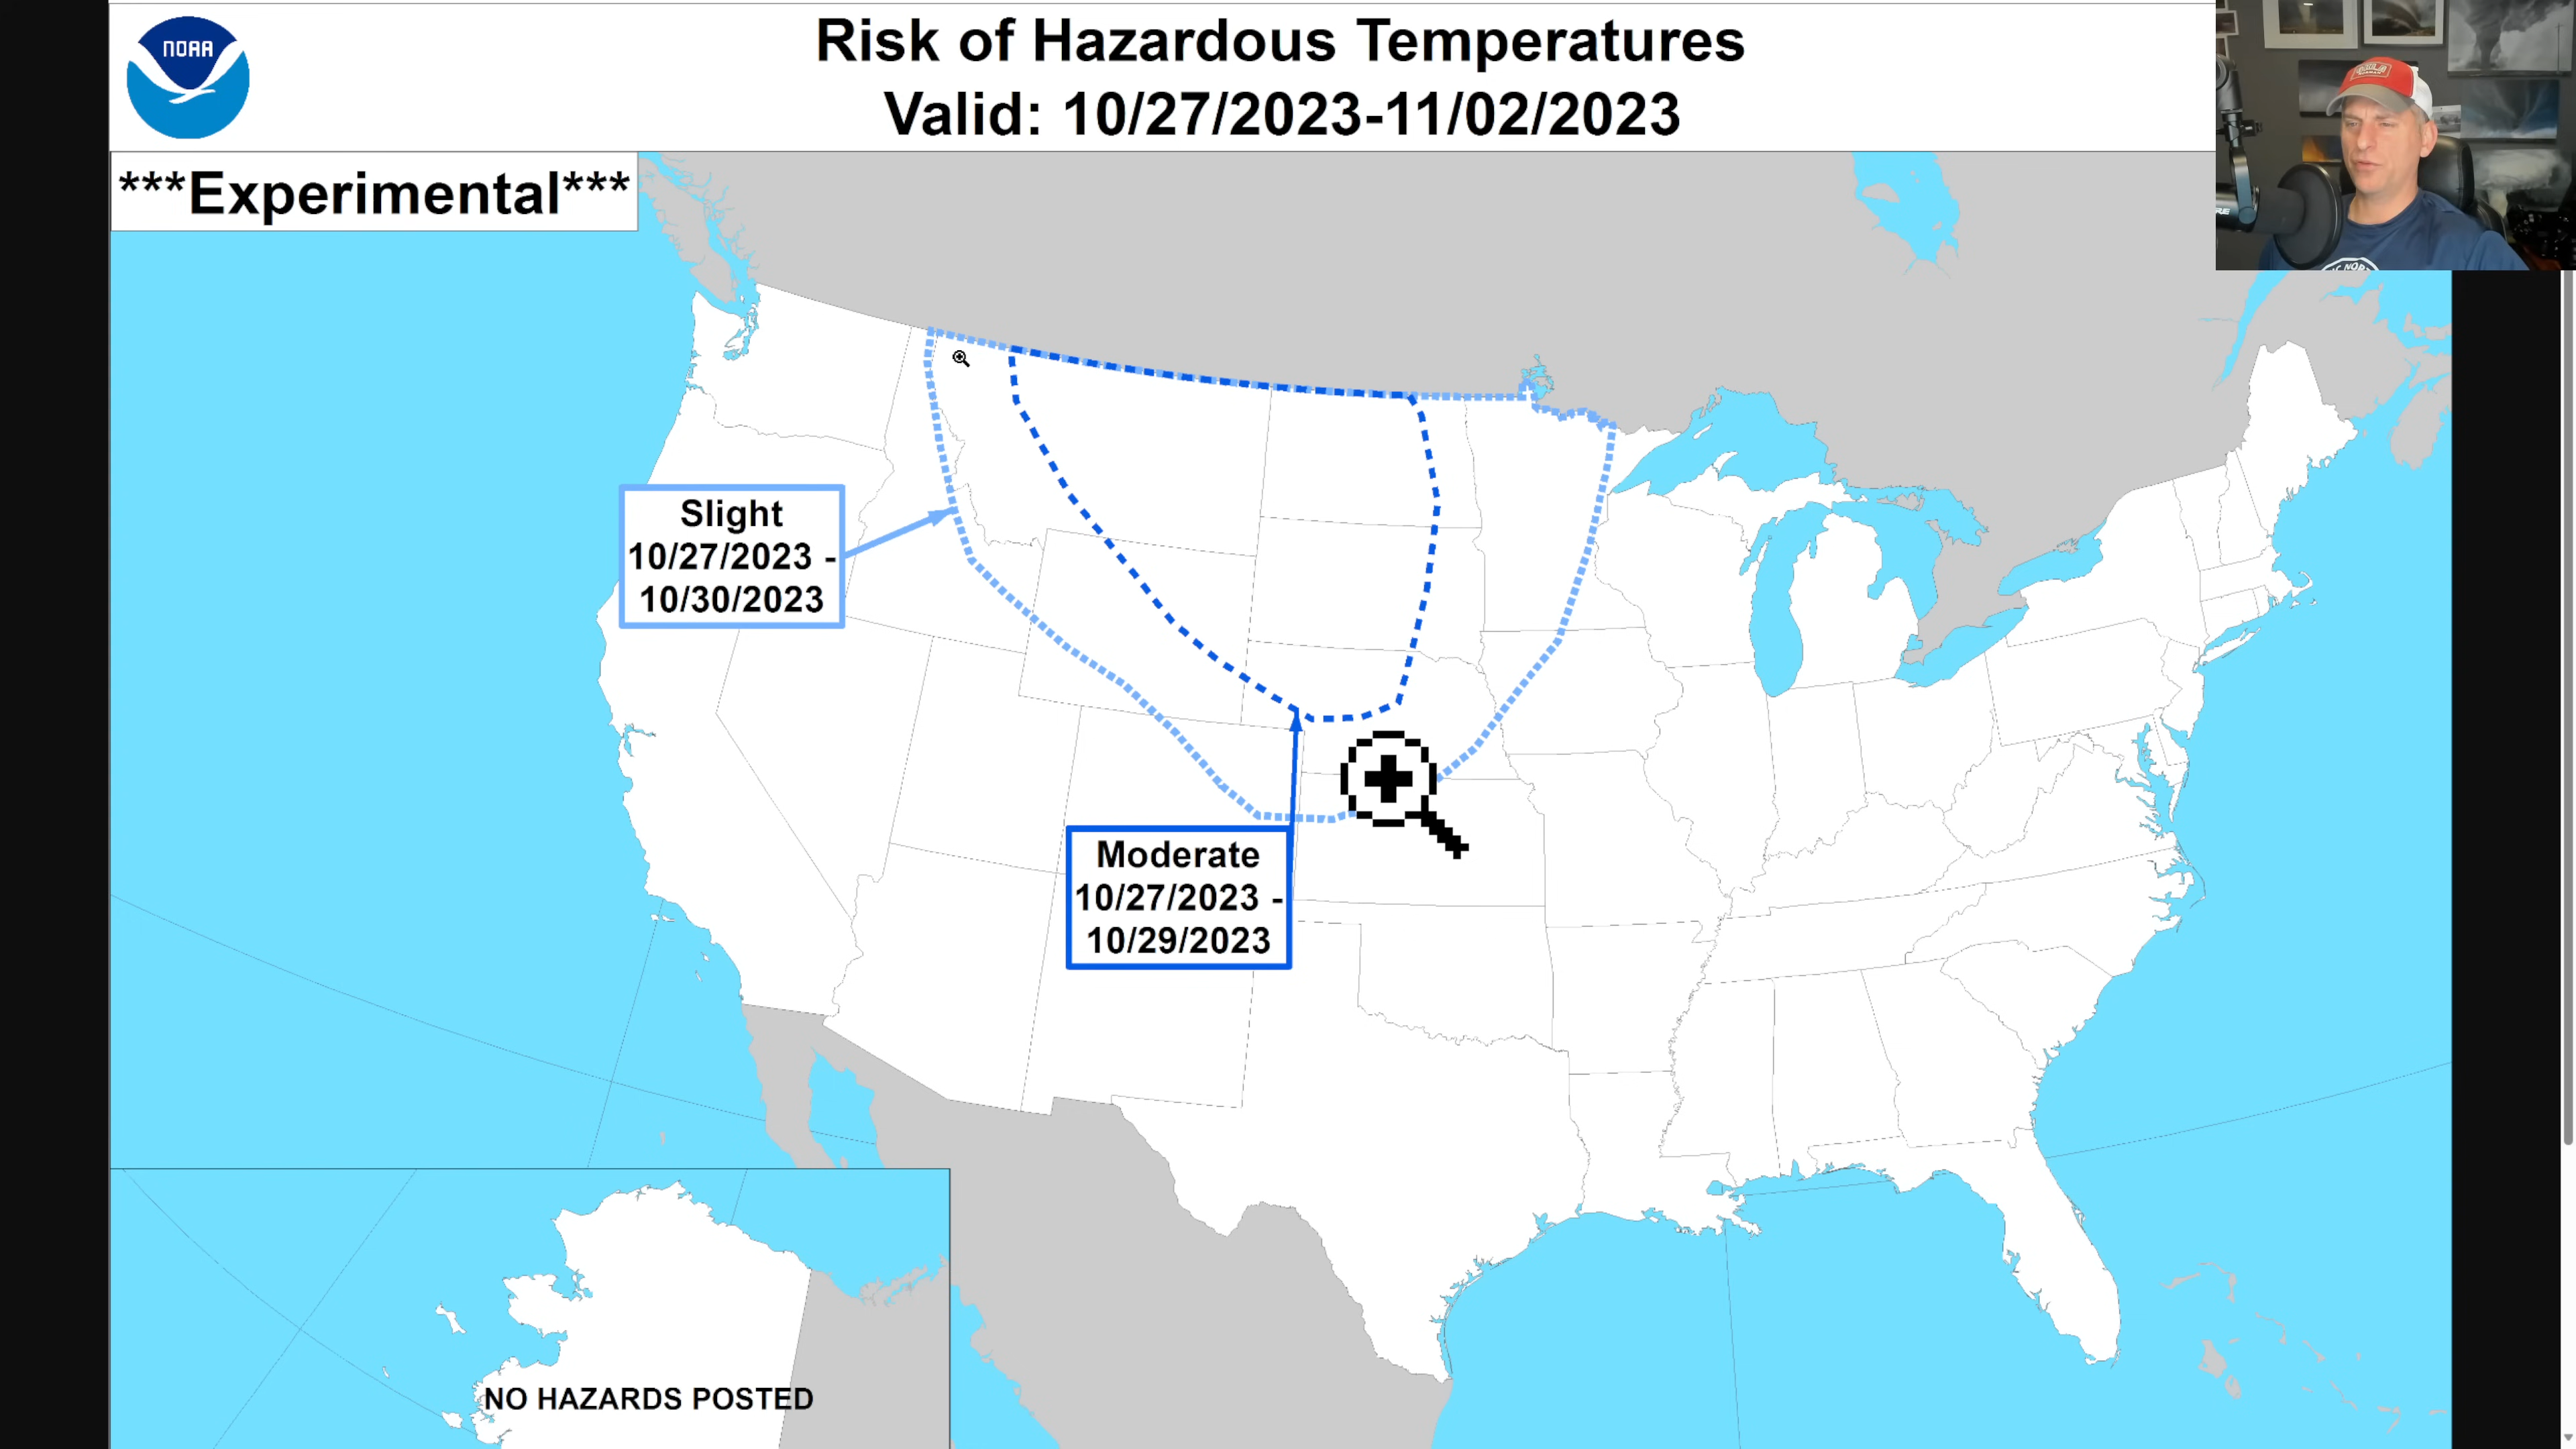 NOAA
Risk of Hazardous Temperatures
Valid: 10/27/2023-11/02/2023
***Experimental***
Slight
10/27/2023 -
10/30/2023
Moderate
10/27/2023 -
10/29/2023
NO HAZARDS POSTED